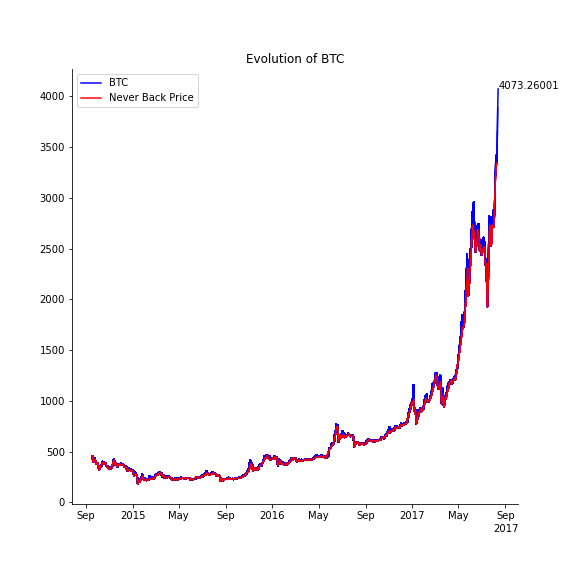 Evolution of BTC
BTC
Never Back Price
4073.26001
4000
3500
3000
2500
2000
1500
1000
500
0
Sep 2015 May Sep 2016 May Sep 2017 May Sep
2017